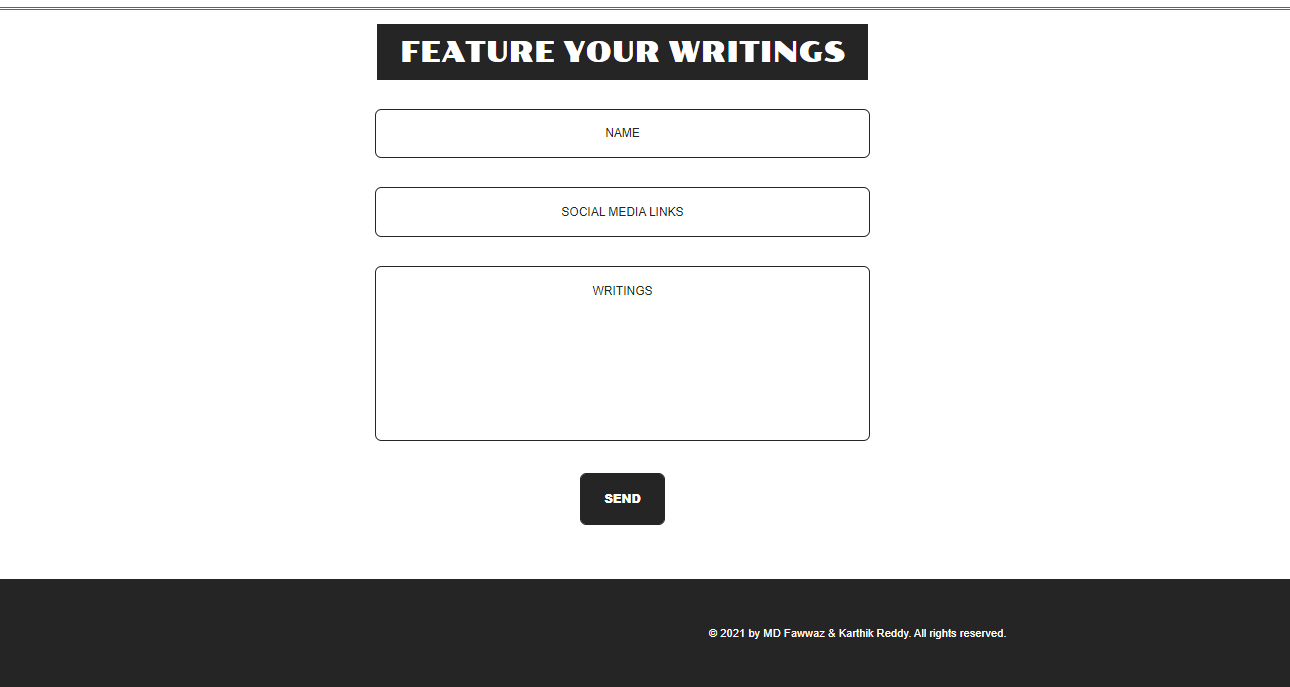 FEATURE YOUR WRITINGS
NAME
SOCIAL MEDIA LINKS
WRITINGS
SEND
© 2021 by MD Fawwaz & Karthik Reddy. All rights reserved.